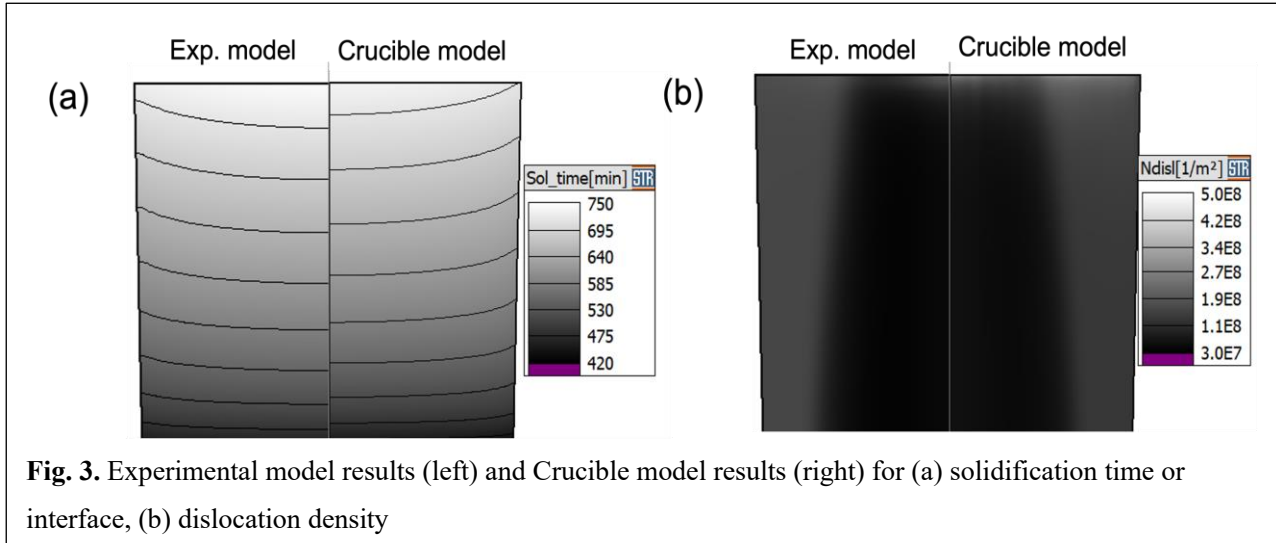 Exp. model Crucible model
(a)
Sol_time[min] STR
750
695
640
585
530
475
420
Exp. model Crucible model
(b)
Ndisl[1/m²] STR
5.0E8
4.2E8
3.4E8
2.7E8
1.9E8
1.1E8
3.0E7
Fig. 3. Experimental model results (left) and Crucible model results (right) for (a) solidification time or
interface, (b) dislocation density